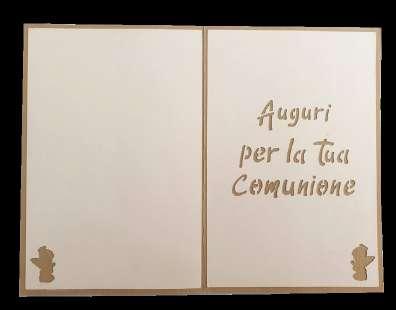 Auguri
per la Tua
Comunione